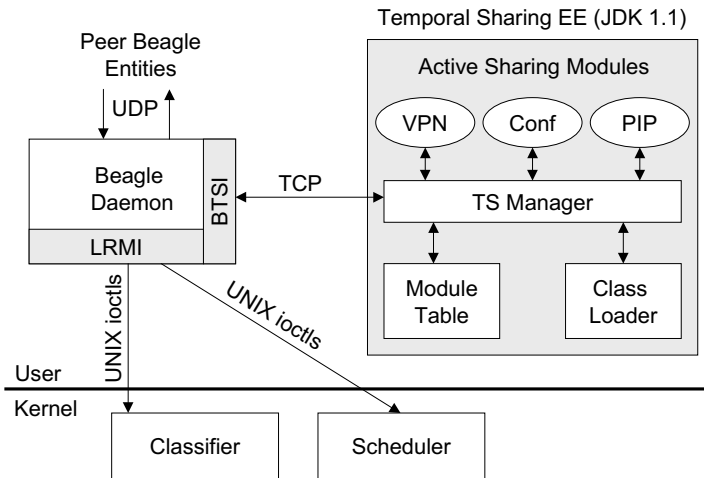 Temporal Sharing EE (JDK 1.1)
Peer Beagle
Entities
UDP
Active Sharing Modules
VPN
Conf
PIP
Beagle
Daemon
BTSI
TCP
TS Manager
LRMI
Module
Table
Class
Loader
UNIX ioctls
UNIX ioctls
User
Kernel
Classifier
Scheduler